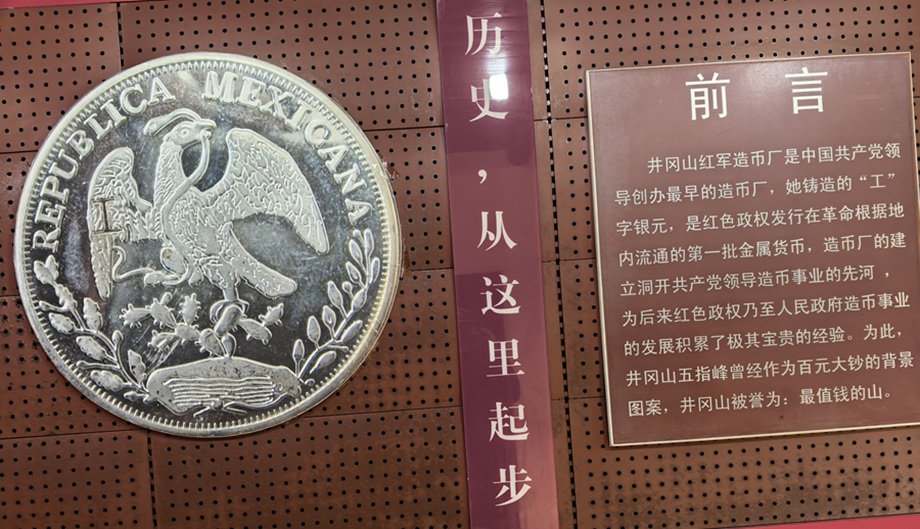 REPUBLICA MEXICANA
工
历史，从这里起步
前 言
井冈山红军造币厂是中国共产党领
导创办最早的造币厂，她铸造的“工”
字银元，是红色政权发行在革命根据地
内流通的第一批金属货币，造币厂的建
立洞开共产党领导造币事业的先河，
为后来红色政权乃至人民政府造币事业
的发展积累了极其宝贵的经验。为此，
井冈山五指峰曾经作为百元大钞的背景
图案，井冈山被誉为：最值钱的山。